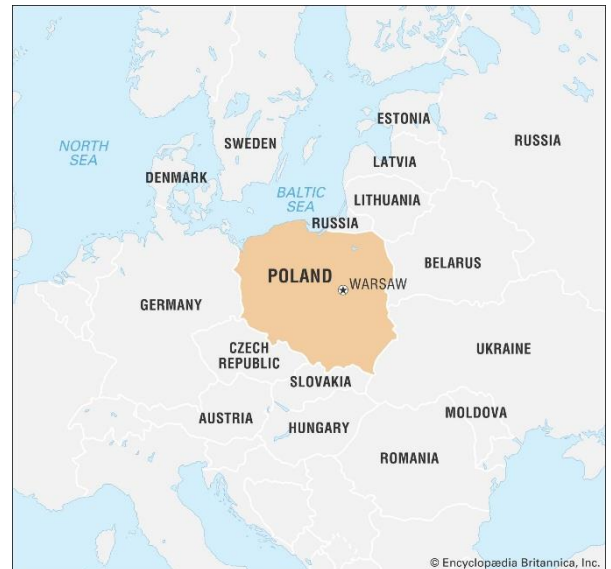 ESTONIA
NORTH
SEA
SWEDEN
RUSSIA
LATVIA
DENMARK
BALTIC
SEA
LITHUANIA
RUSSIA
POLAND
BELARUS
WARSAW
GERMANY
CZECH
REPUBLIC
UKRAINE
SLOVAKIA
AUSTRIA
MOLDOVA
HUNGARY
ROMANIA
© Encyclopædia Britannica, Inc.